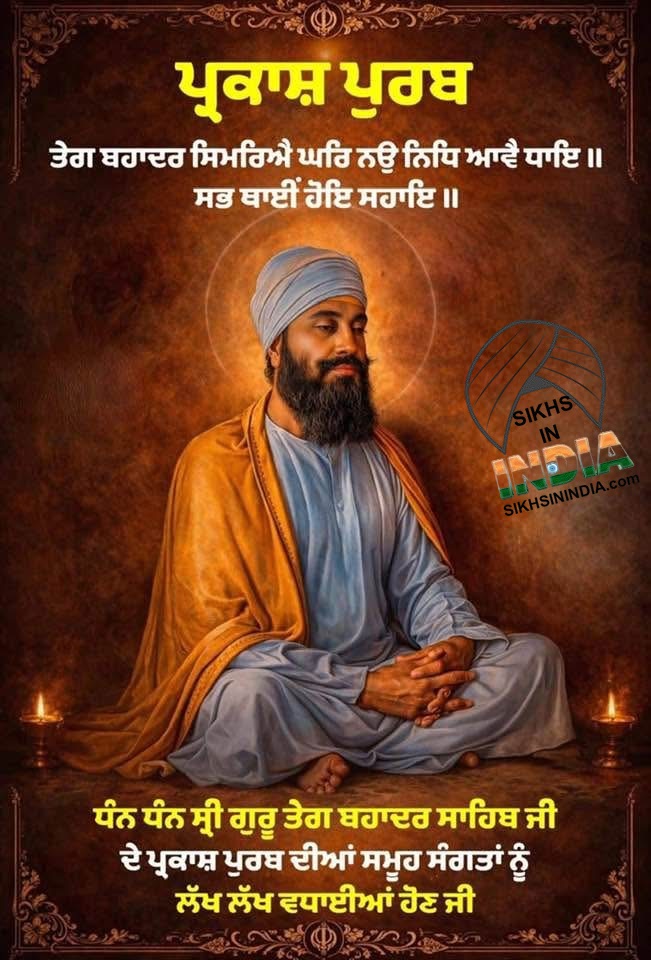 ਪ੍ਰਕਾਸ਼ ਪੁਰਬ
ਤੇਗ ਬਹਾਦਰ ਸਿਮਰਿਐ ਘਰਿ ਨਉ ਨਿਧਿ ਆਵੈ ਧਾਇ ॥
ਸਭ ਥਾਈਂ ਹੋਇ ਸਹਾਇ ॥
SIKHS
IN
INDIA
SIKHSININDIA.com
ਧੰਨ ਧੰਨ ਸ੍ਰੀ ਗੁਰੂ ਤੇਗ ਬਹਾਦਰ ਸਾਹਿਬ ਜੀ
ਦੇ ਪ੍ਰਕਾਸ਼ ਪੁਰਬ ਦੀਆਂ ਸਮੂਹ ਸੰਗਤਾਂ ਨੂੰ
ਲੱਖ ਲੱਖ ਵਧਾਈਆਂ ਹੋਣ ਜੀ